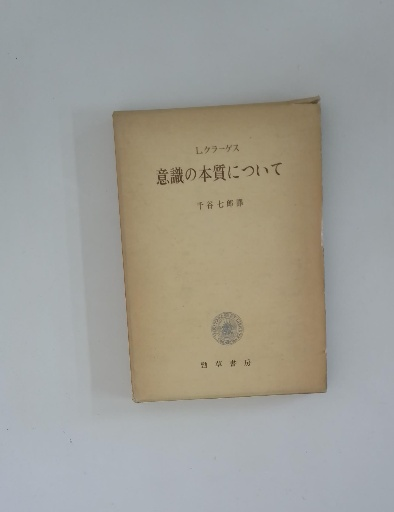 L.クラーゲス
意識の本質について
千谷七郎譯
勁草書房